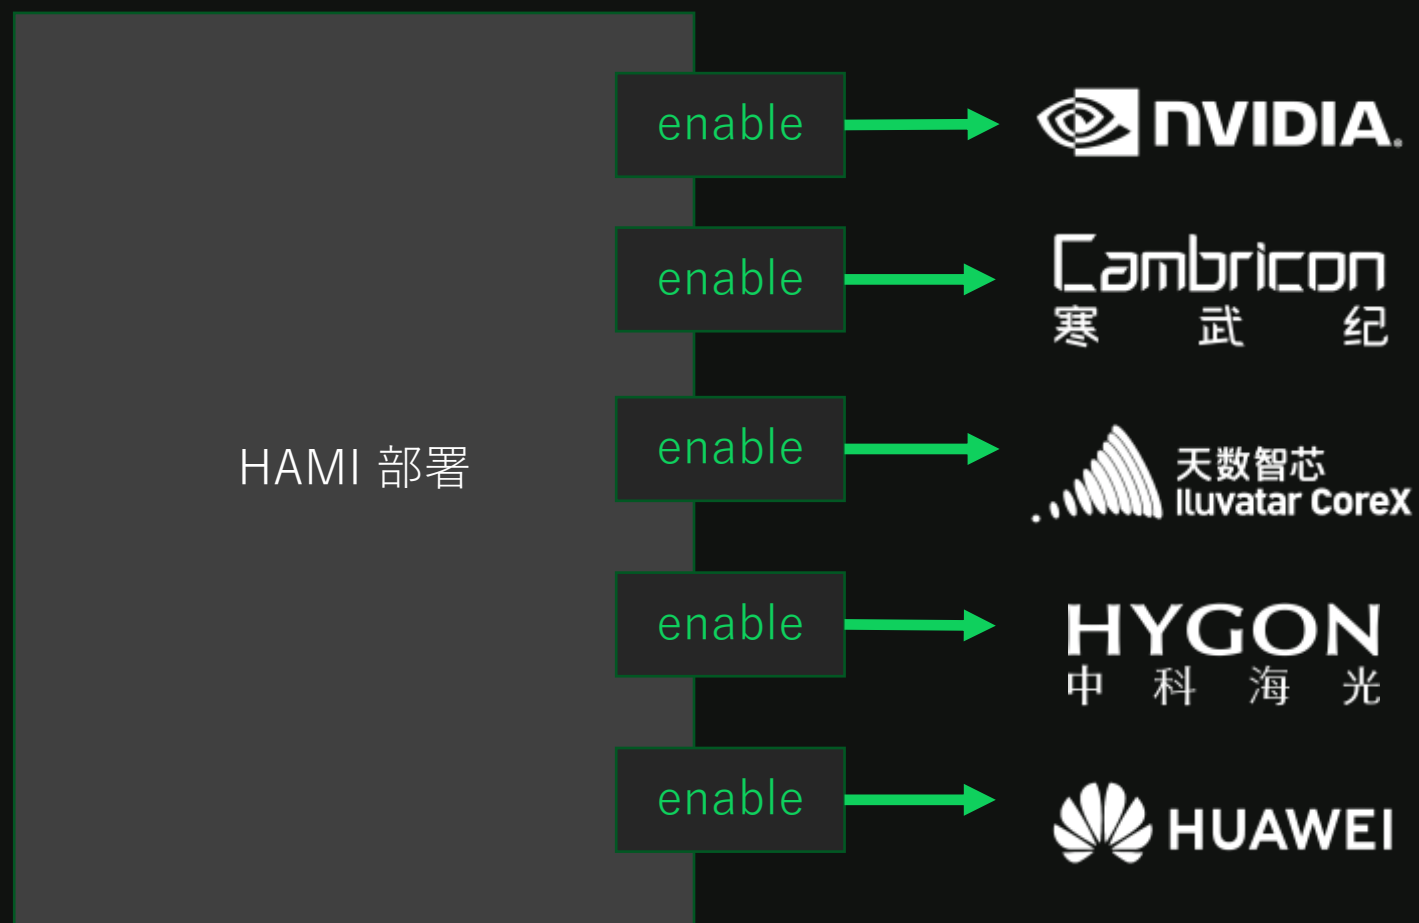 HAMI 部署
enable
NVIDIA®
enable
Cambricon
寒武纪
enable
天数智芯
Iluvatar CoreX
enable
HYGON
中科海光
enable
HUAWEI